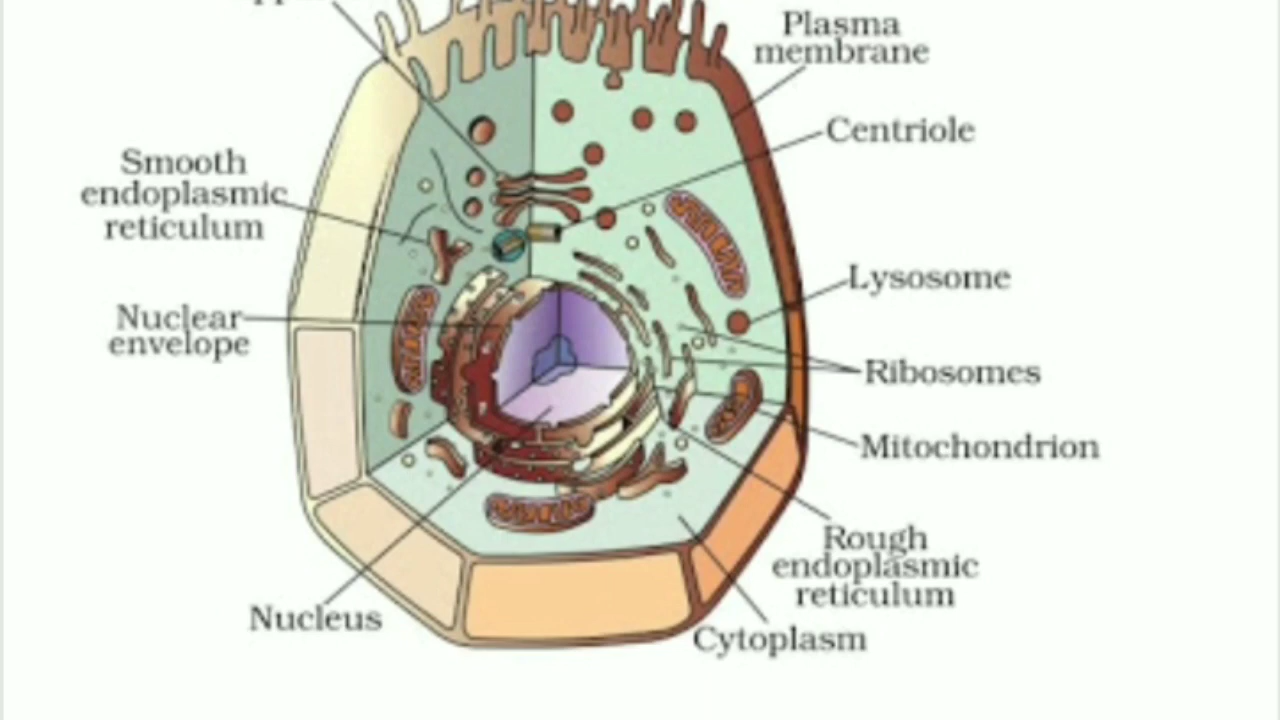 Plasma
membrane
Centriole
Smooth
endoplasmic
reticulum
Lysosome
Nuclear
envelope
Ribosomes
Mitochondrion
Rough
endoplasmic
reticulum
Nucleus
Cytoplasm